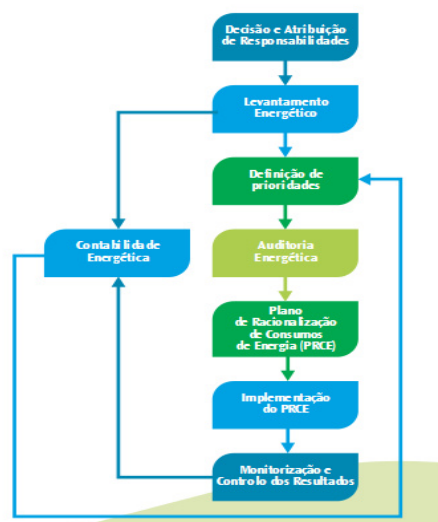 Decisão e Atribuição
de Responsabilidades
Levantamento
Energético
Definição de
prioridades
Contabilidade
Energética
Auditoria
Energética
Plano
de Racionalização
de Consumos
de Energia (PRCE)
Implementação
do PRCE
Monitorização e
Controlo dos Resultados